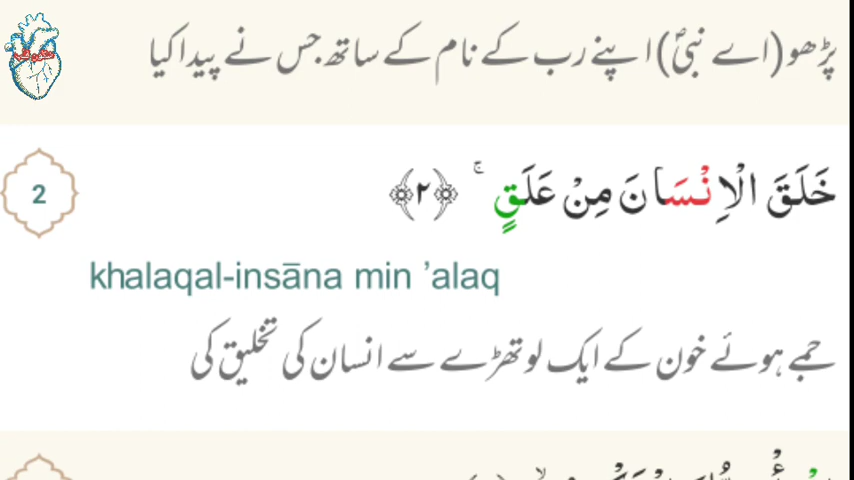 پڑھو (اے نبیؐ) اپنے رب کے نام کے ساتھ جس نے پیدا کیا
2
خَلَقَ الْاِنْسَانَ مِنْ عَلَقٍ ۚ ﴿۲﴾
khalaqal-insāna min ’alaq
جمے ہوئے خون کے ایک لوتھڑے سے انسان کی تخلیق کی